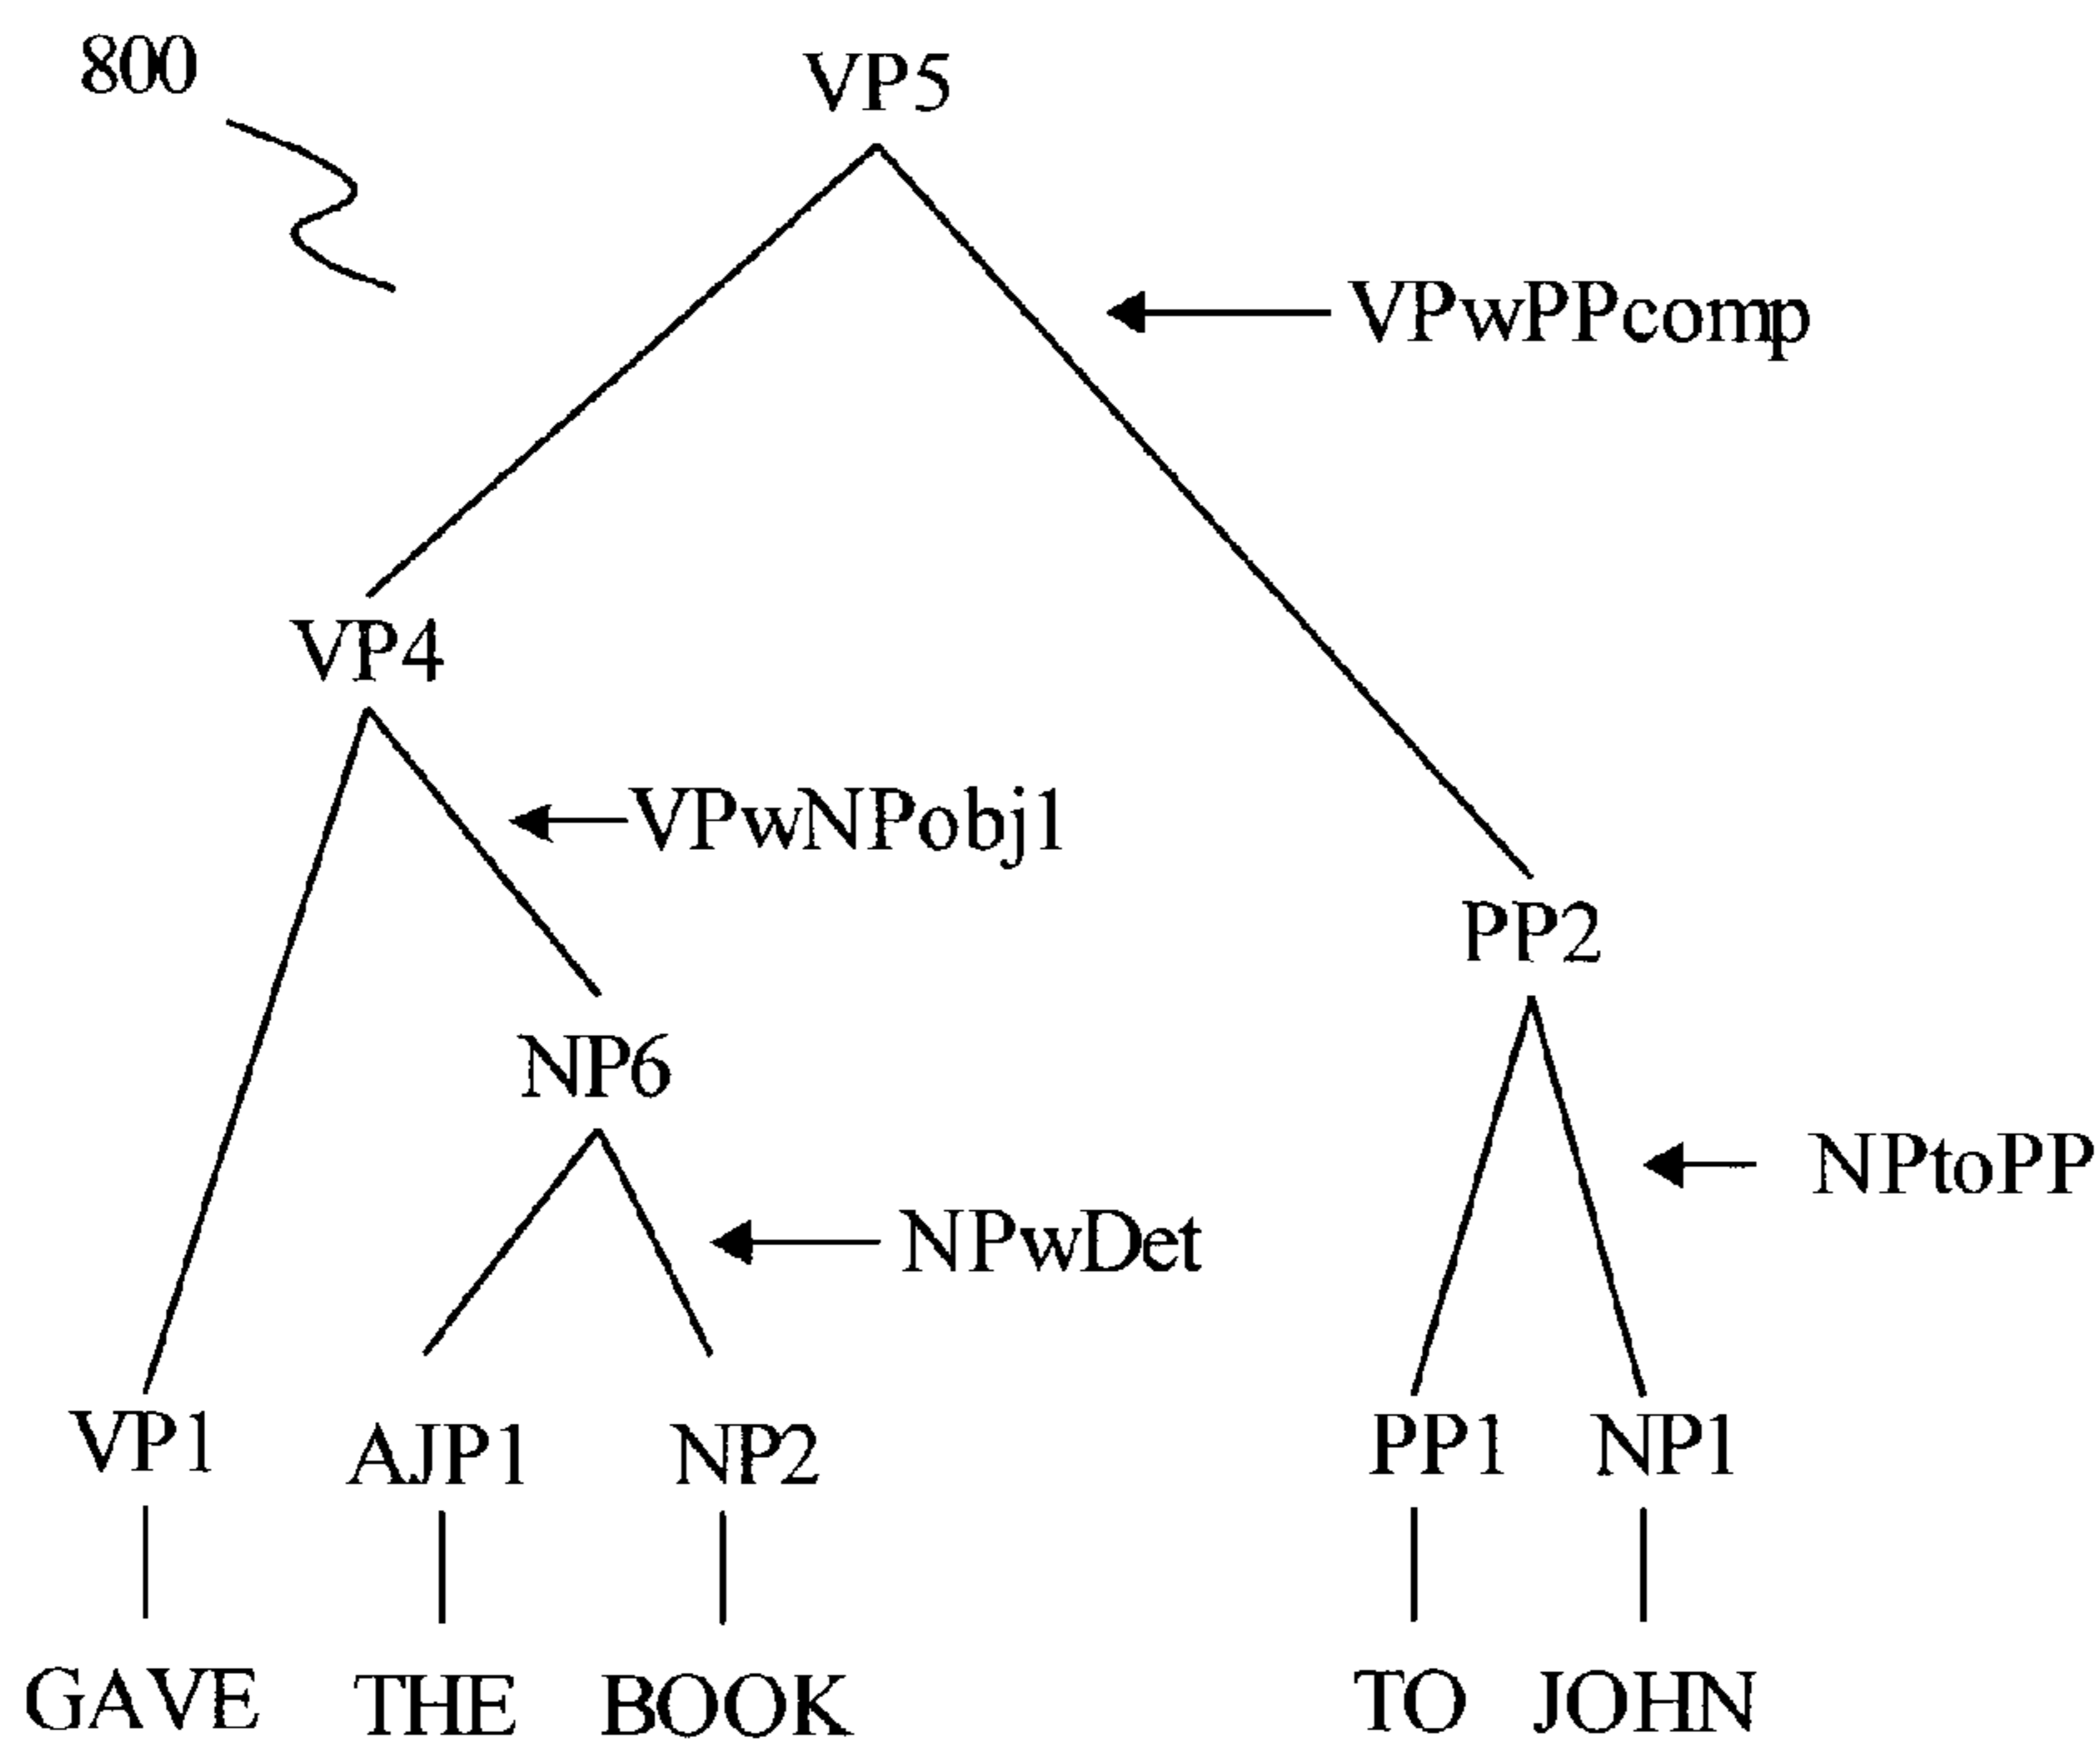 800
VP5
VPwPPcomp
VP4
VPwNPobj1
PP2
NP6
NPtoPP
NPwDet
VP1 AJP1 NP2 PP1 NP1
GAVE THE BOOK TO JOHN